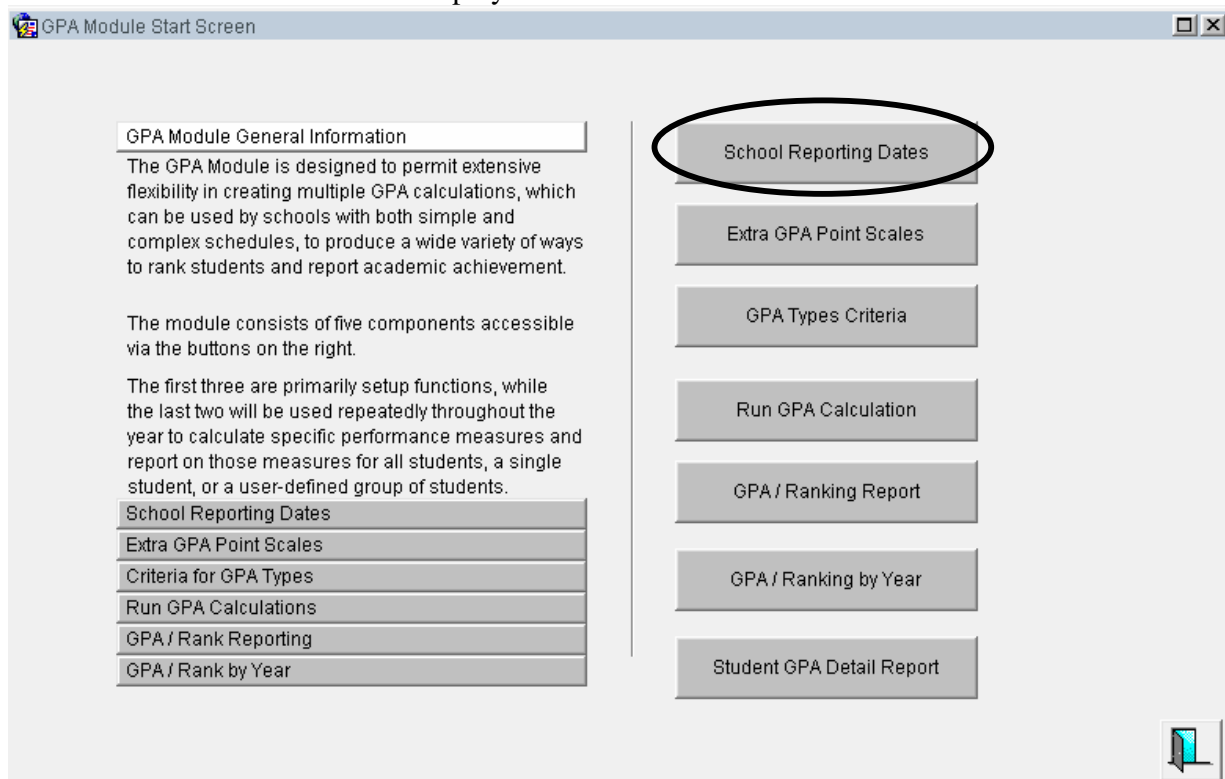 GPA Module Start Screen
GPA Module General Information
The GPA Module is designed to permit extensive
flexibility in creating multiple GPA calculations, which
can be used by schools with both simple and
complex schedules, to produce a wide variety of ways
to rank students and report academic achievement.
The module consists of five components accessible
via the buttons on the right.
The first three are primarily setup functions, while
the last two will be used repeatedly throughout the
year to calculate specific performance measures and
report on those measures for all students, a single
student, or a user-defined group of students.
School Reporting Dates
Extra GPA Point Scales
Criteria for GPA Types
Run GPA Calculations
GPA / Rank Reporting
GPA / Rank by Year
School Reporting Dates
Extra GPA Point Scales
GPA Types Criteria
Run GPA Calculation
GPA / Ranking Report
GPA / Ranking by Year
Student GPA Detail Report